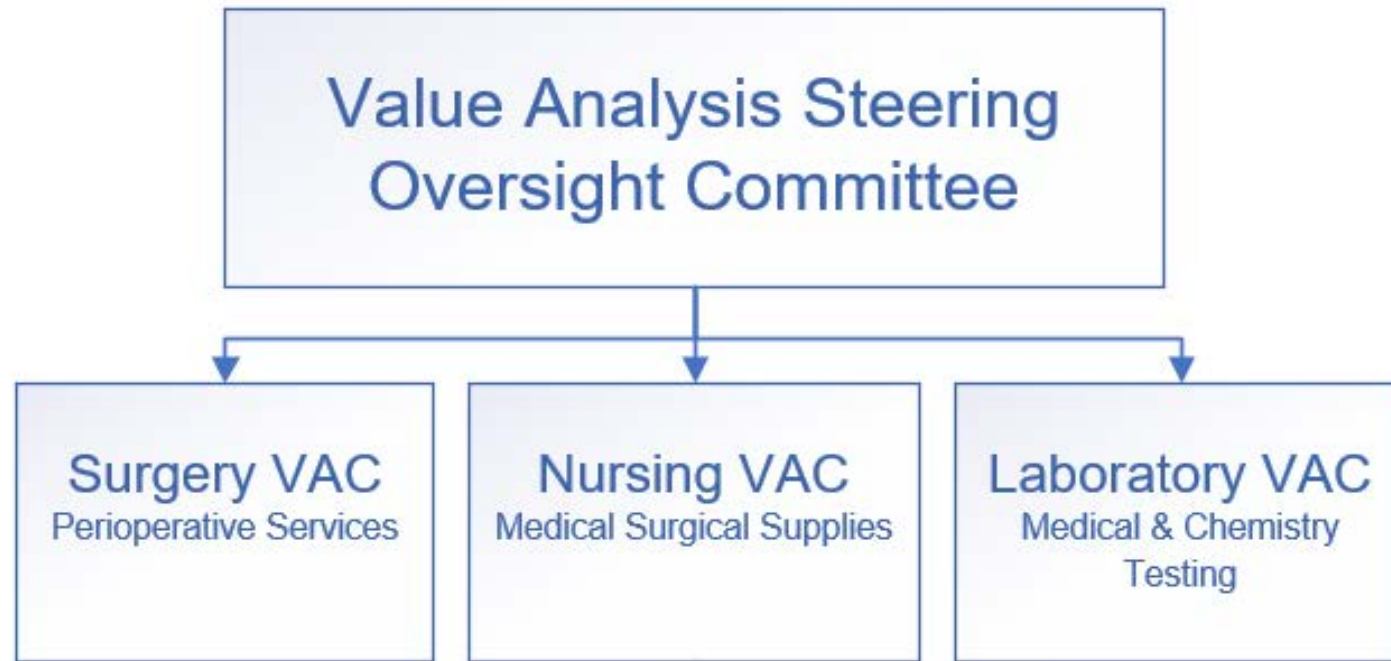 Value Analysis Steering
Oversight Committee
Surgery VAC
Perioperative Services
Nursing VAC
Medical Surgical Supplies
Laboratory VAC
Medical & Chemistry
Testing